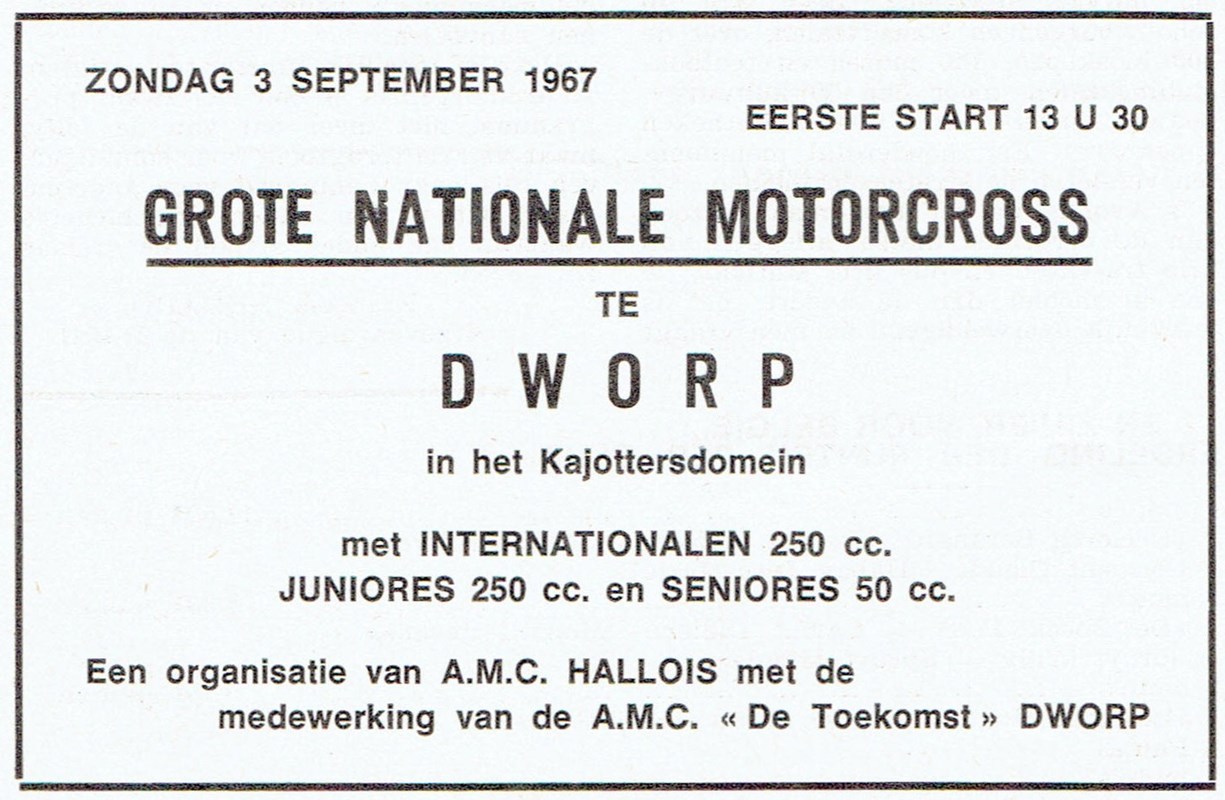 ZONDAG 3 SEPTEMBER 1967
EERSTE START 13 U 30
GROTE NATIONALE MOTORCROSS
TE
DWORP
in het Kajottersdomein
met INTERNATIONALEN 250 cc.
JUNIORES 250 cc. en SENIORES 50 cc.
Een organisatie van A.M.C. HALLOIS met de
medewerking van de A.M.C. « De Toekomst » DWORP